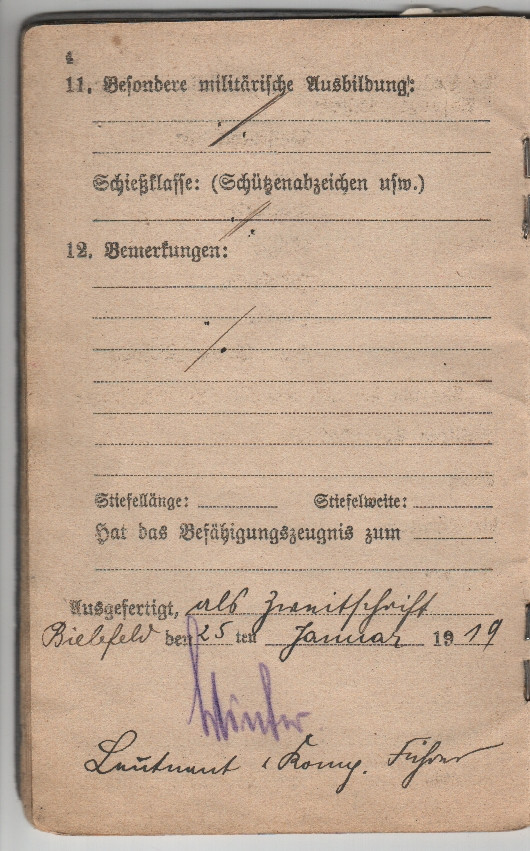 4
11. Besondere militärische Ausbildung:
Schießklasse: (Schützenabzeichen usw.)
12. Bemerkungen:
Stiefellänge: Stiefelweite:
Hat das Befähigungszeugnis zum
Ausgefertigt, als Zweitschrift
Bielefeld den 25 ten Januar 1919
Leutnant u. Komp. Führer